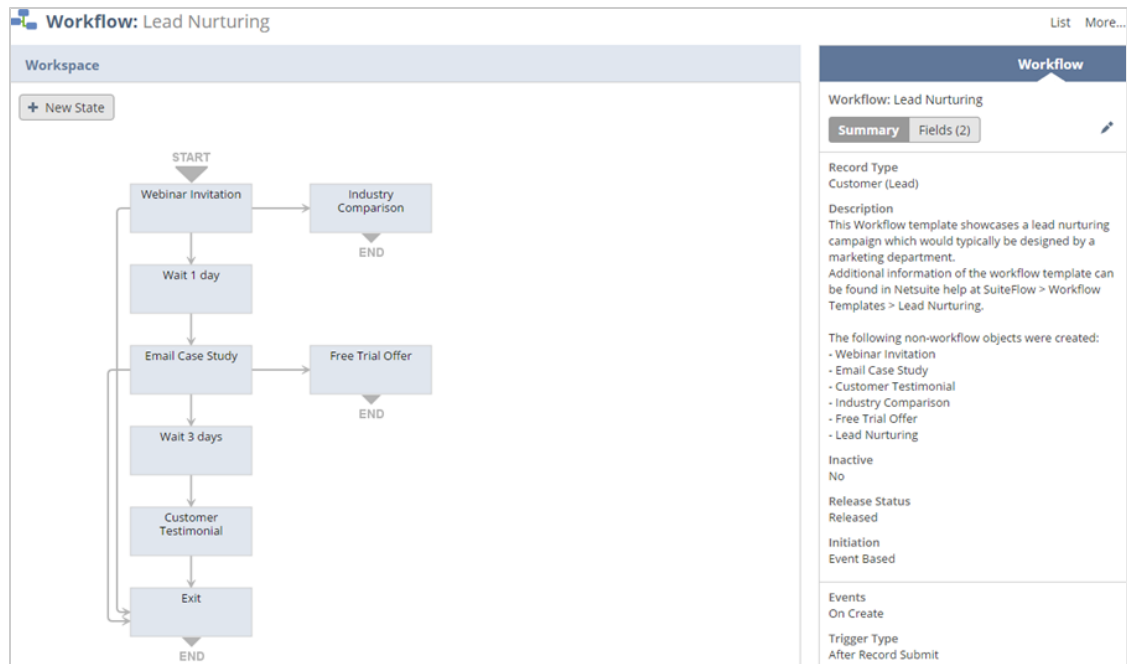 Workflow: Lead Nurturing
List More...
Workspace
+ New State
START
Webinar Invitation
Industry
Comparison
END
Wait 1 day
Email Case Study
Free Trial Offer
END
Wait 3 days
Customer
Testimonial
Exit
END
Workflow
Workflow: Lead Nurturing
Summary Fields (2)
Record Type
Customer (Lead)
Description
This Workflow template showcases a lead nurturing
campaign which would typically be designed by a
marketing department.
Additional information of the workflow template can
be found in Netsuite help at SuiteFlow > Workflow
Templates > Lead Nurturing.
The following non-workflow objects were created:
- Webinar Invitation
- Email Case Study
- Customer Testimonial
- Industry Comparison
- Free Trial Offer
- Lead Nurturing
Inactive
No
Release Status
Released
Initiation
Event Based
Events
On Create
Trigger Type
After Record Submit